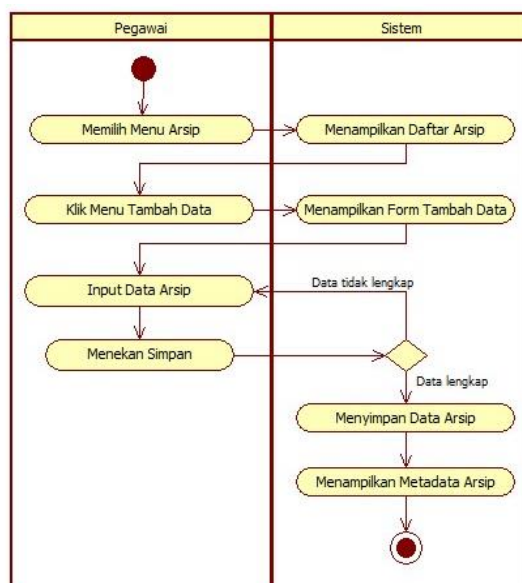 Pegawai
Sistem
Memilih Menu Arsip
Menampilkan Daftar Arsip
Klik Menu Tambah Data
Menampilkan Form Tambah Data
Data tidak lengkap
Input Data Arsip
Menekan Simpan
Data lengkap
Menyimpan Data Arsip
Menampilkan Metadata Arsip